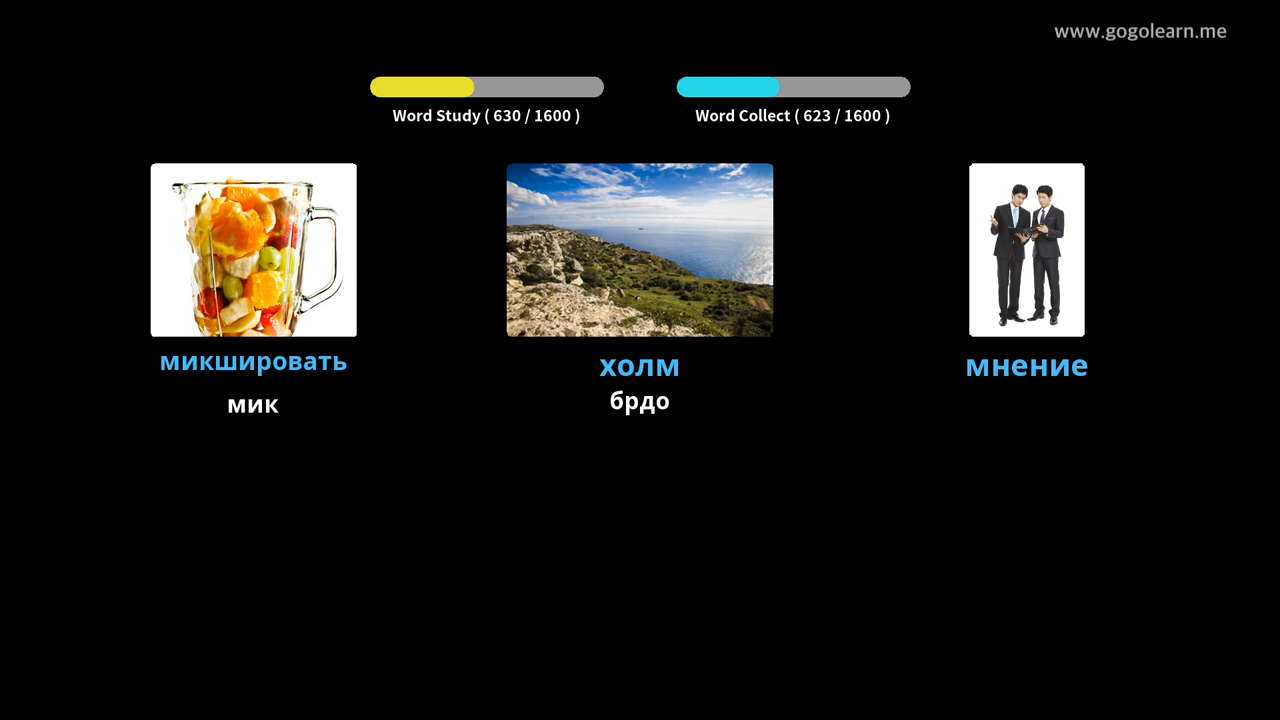 www.gogolearn.me
Word Study ( 630 / 1600 )
Word Collect ( 623 / 1600 )
микшировать
мик
холм
брдо
мнение